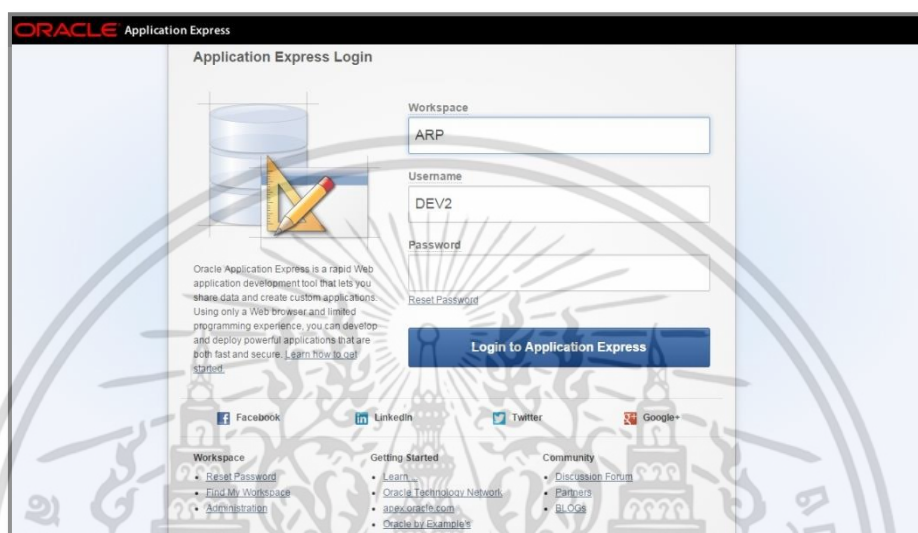 ORACLE Application Express
Application Express Login
Workspace
ARP
Username
DEV2
Password
Reset Password
Login to Application Express
Oracle Application Express is a rapid Web
application development tool that lets you
share data and create custom applications.
Using only a Web browser and limited
programming experience, you can develop
and deploy powerful applications that are
both fast and secure. Learn how to get
started.
Facebook
LinkedIn
Twitter
Google+
Workspace
Reset Password
Find My Workspace
Administration
Getting Started
Learn ...
Oracle Technology Network
apex.oracle.com
Oracle by Example's
Community
Discussion Forum
Partners
BLOGs